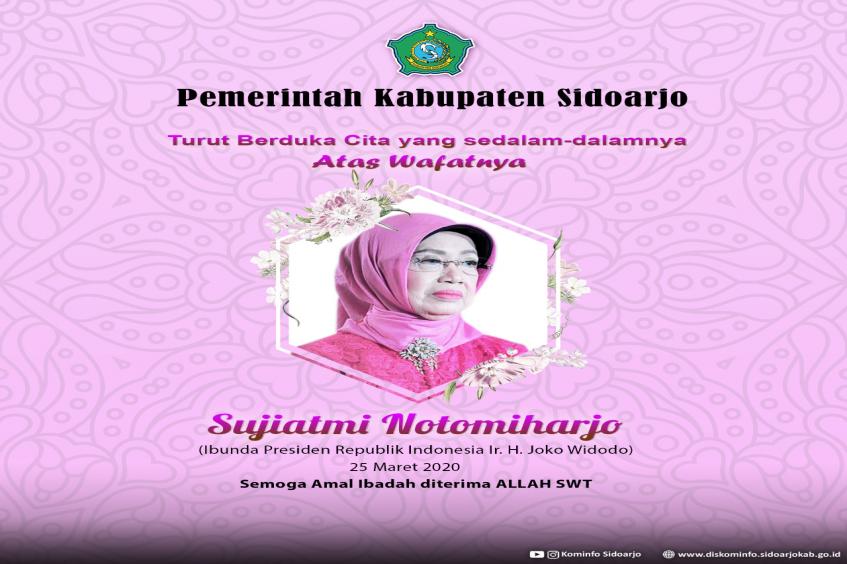 Pemerintah Kabupaten Sidoarjo
Turut Berduka Cita yang sedalam-dalamnya
Atas Wafatnya
Sujiatmi Notomiharjo
(Ibunda Presiden Republik Indonesia Ir. H. Joko Widodo)
25 Maret 2020
Semoga Amal Ibadah diterima ALLAH SWT
Kominfo Sidoarjo www.diskominfo.sidoarjokab.go.id